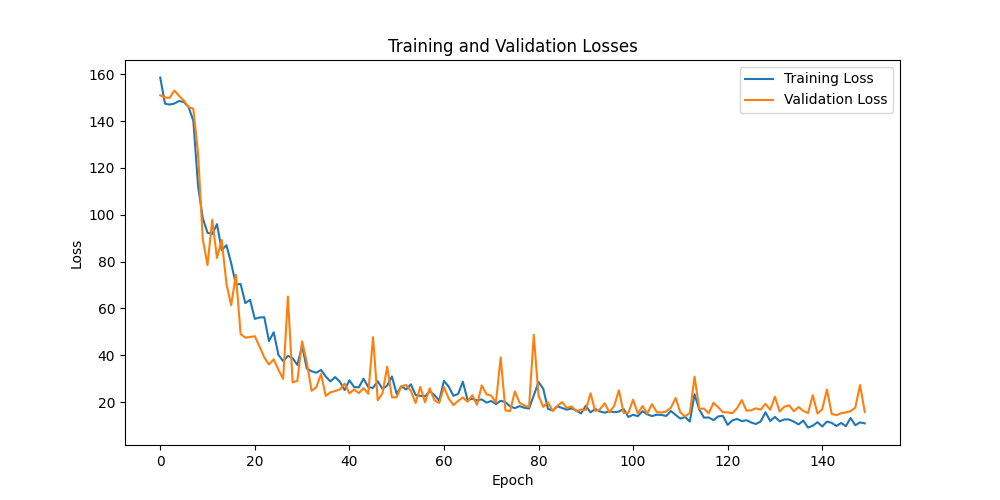 Training and Validation Losses
Training Loss
Validation Loss
Loss
160
140
120
100
80
60
40
20
0 20 40 60 80 100 120 140
Epoch